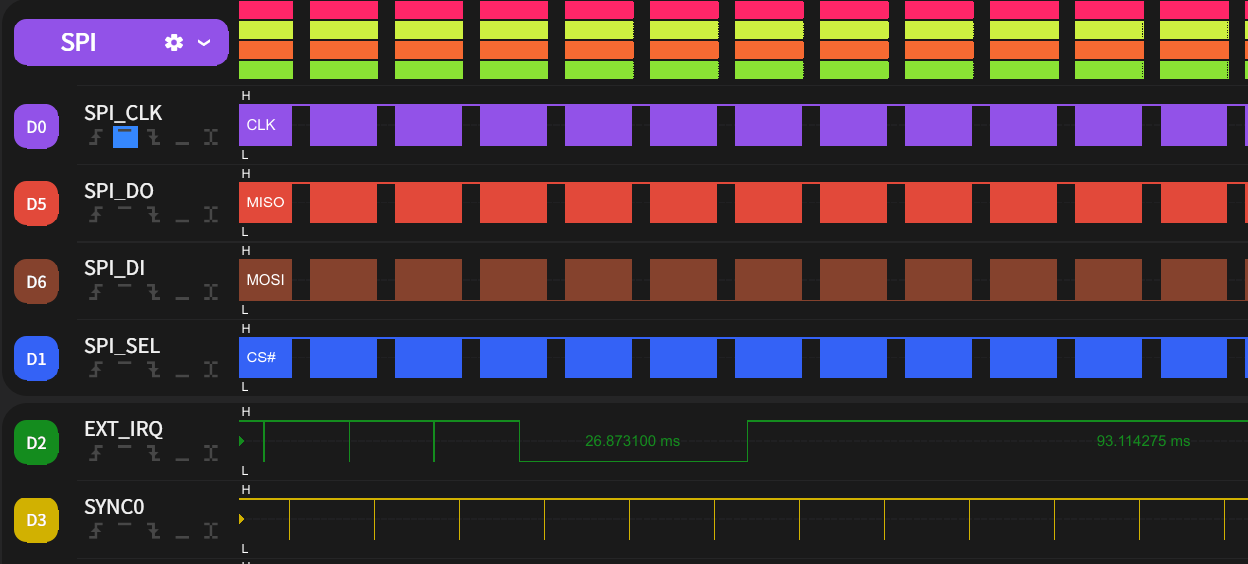 SPI
H
D0 SPI_CLK CLK
L
H
D5 SPI_DO MISO
L
H
D6 SPI_DI MOSI
L
H
D1 SPI_SEL CS#
L
H
D2 EXT_IRQ 26.873100 ms 93.114275 ms
L
H
D3 SYNC0
L